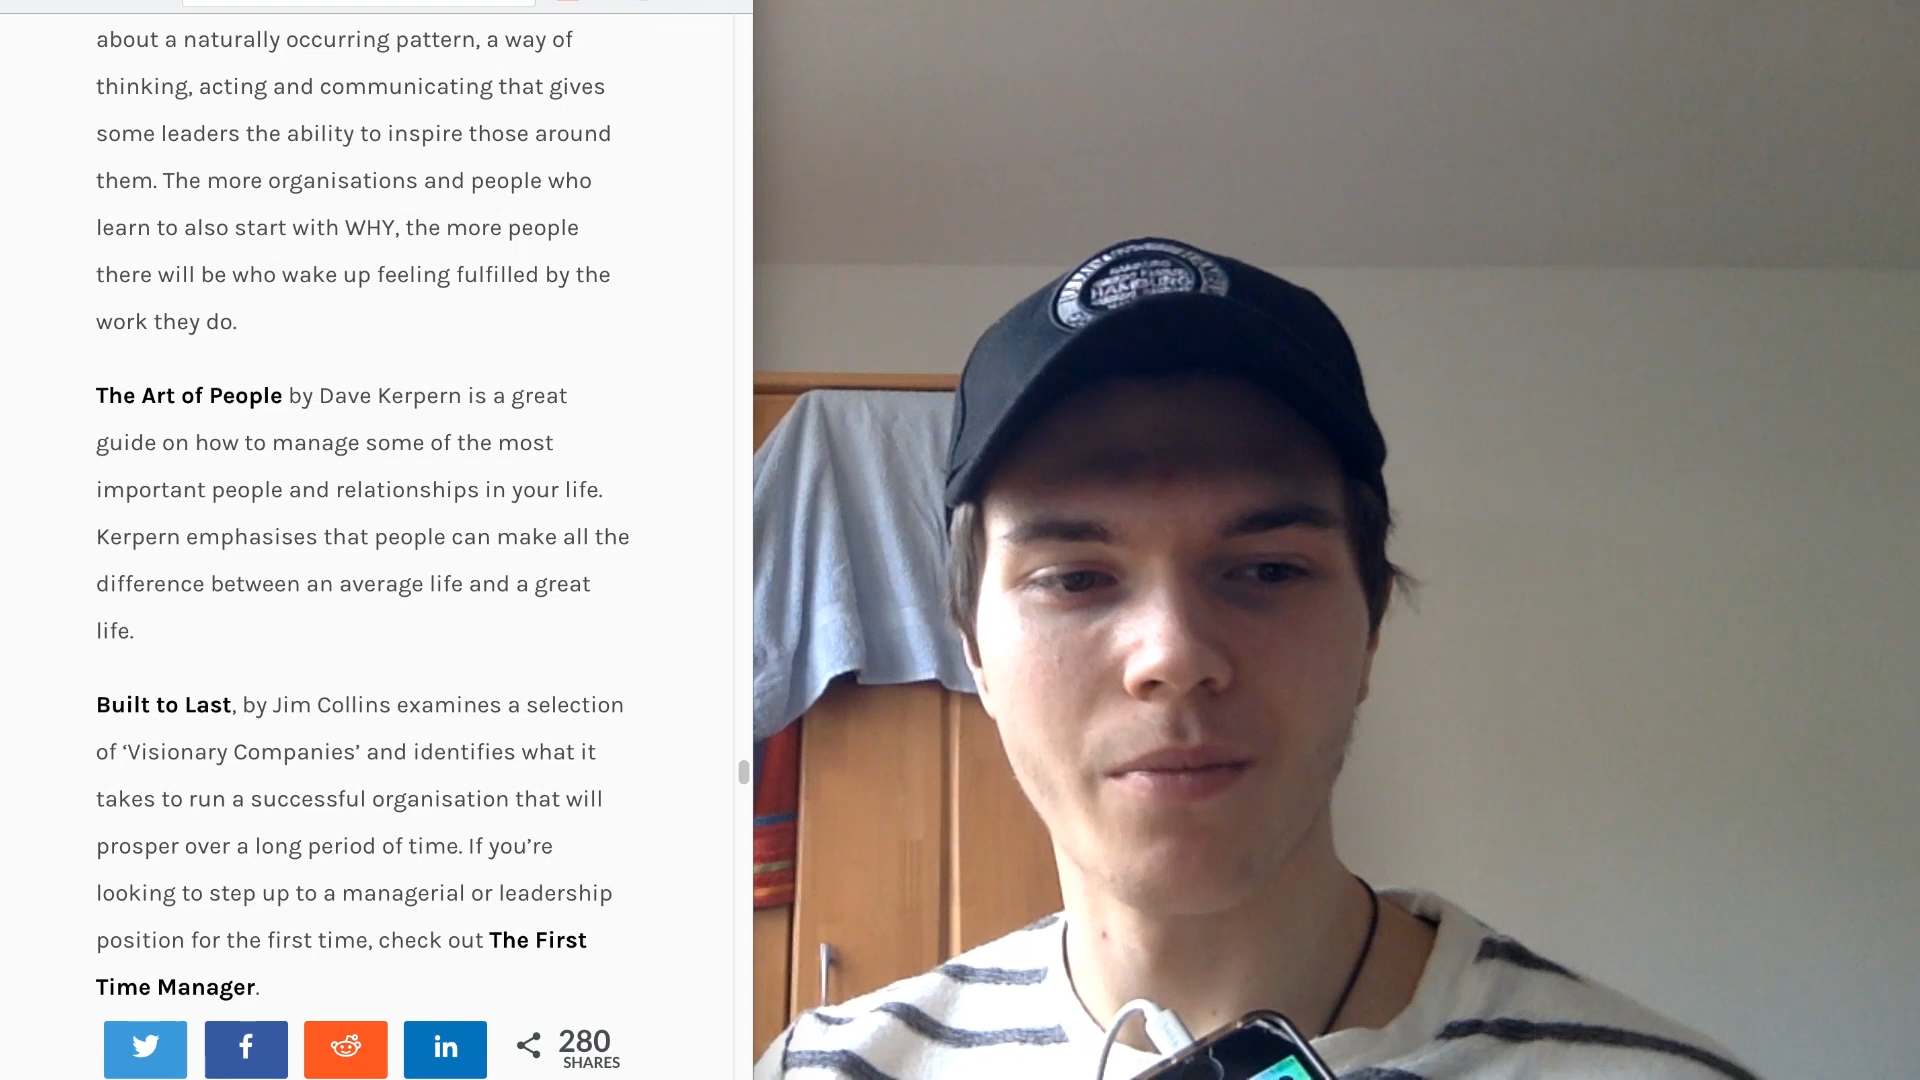 about a naturally occurring pattern, a way of
thinking, acting and communicating that gives
some leaders the ability to inspire those around
them. The more organisations and people who
learn to also start with WHY, the more people
there will be who wake up feeling fulfilled by the
work they do.
The Art of People by Dave Kerpern is a great
guide on how to manage some of the most
important people and relationships in your life.
Kerpern emphasises that people can make all the
difference between an average life and a great
life.
Built to Last, by Jim Collins examines a selection
of ‘Visionary Companies’ and identifies what it
takes to run a successful organisation that will
prosper over a long period of time. If you’re
looking to step up to a managerial or leadership
position for the first time, check out The First
Time Manager.
280
SHARES
HAMBURG